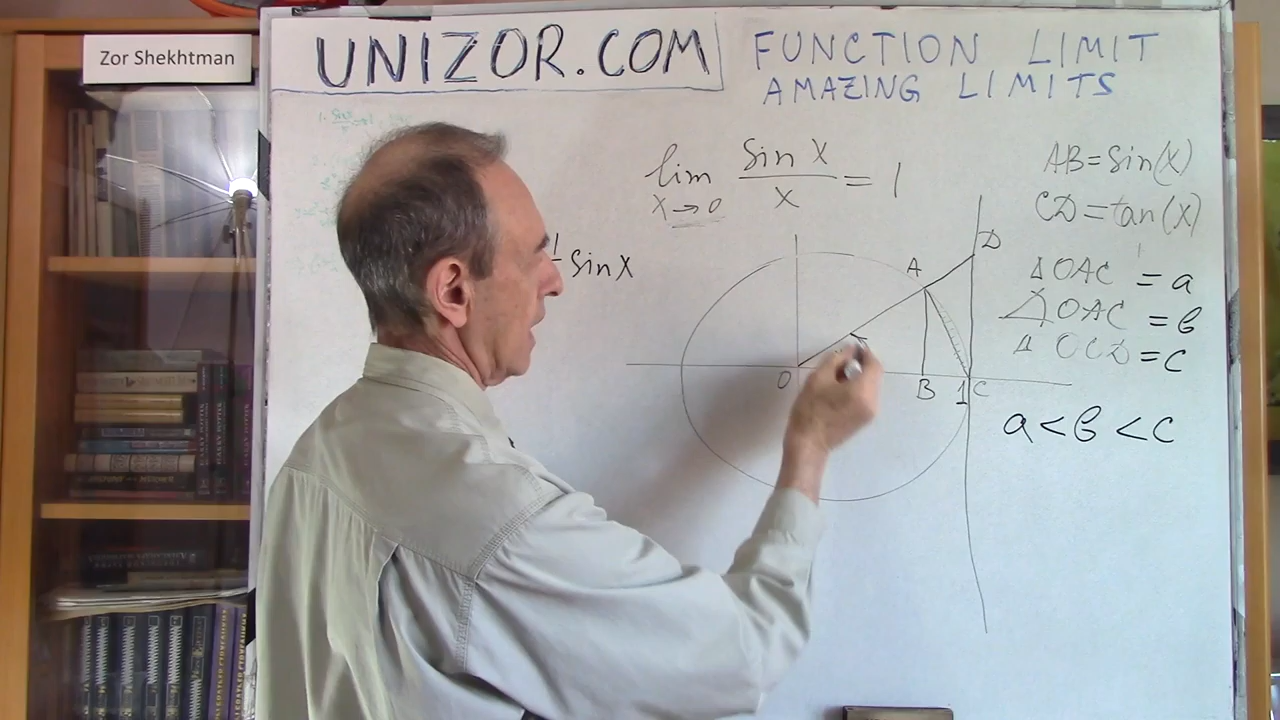 Zor Shekhtman
UNIZOR.COM
FUNCTION LIMIT
AMAZING LIMITS
lim sin x / x = 1
x→0
AB=sin(x)
CD=tan(x)
sin x
△OAC = a
⌔OAC = b
△OCD = c
a<b<c
A
D
O
B
1
C